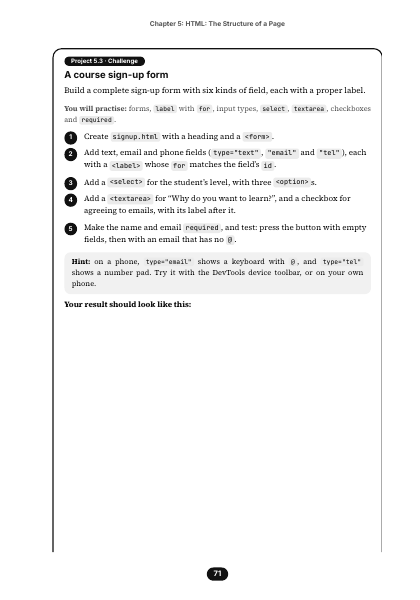 Chapter 5: HTML: The Structure of a Page
Project 5.3 · Challenge
A course sign-up form
Build a complete sign-up form with six kinds of field, each with a proper label.
You will practise: forms, label with for, input types, select, textarea, checkboxes
and required.
1 Create signup.html with a heading and a <form>.
2 Add text, email and phone fields (type="text", "email" and "tel"), each
with a <label> whose for matches the field's id.
3 Add a <select> for the student's level, with three <option>s.
4 Add a <textarea> for “Why do you want to learn?”, and a checkbox for
agreeing to emails, with its label after it.
5 Make the name and email required, and test: press the button with empty
fields, then with an email that has no @.
Hint: on a phone, type="email" shows a keyboard with @, and type="tel"
shows a number pad. Try it with the DevTools device toolbar, or on your own
phone.
Your result should look like this:
71